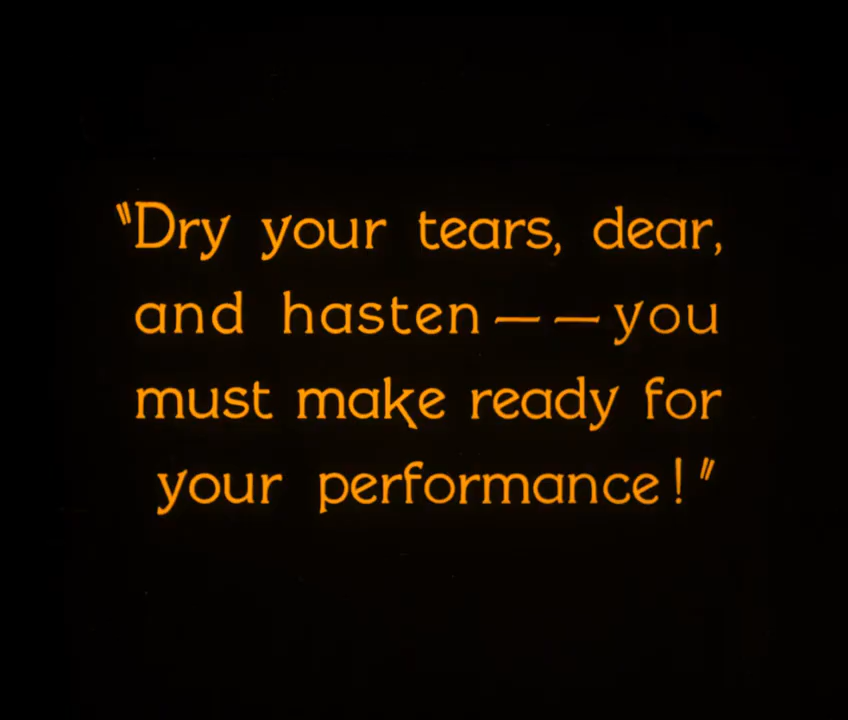 "Dry your tears, dear,
and hasten——you
must make ready for
your performance!"